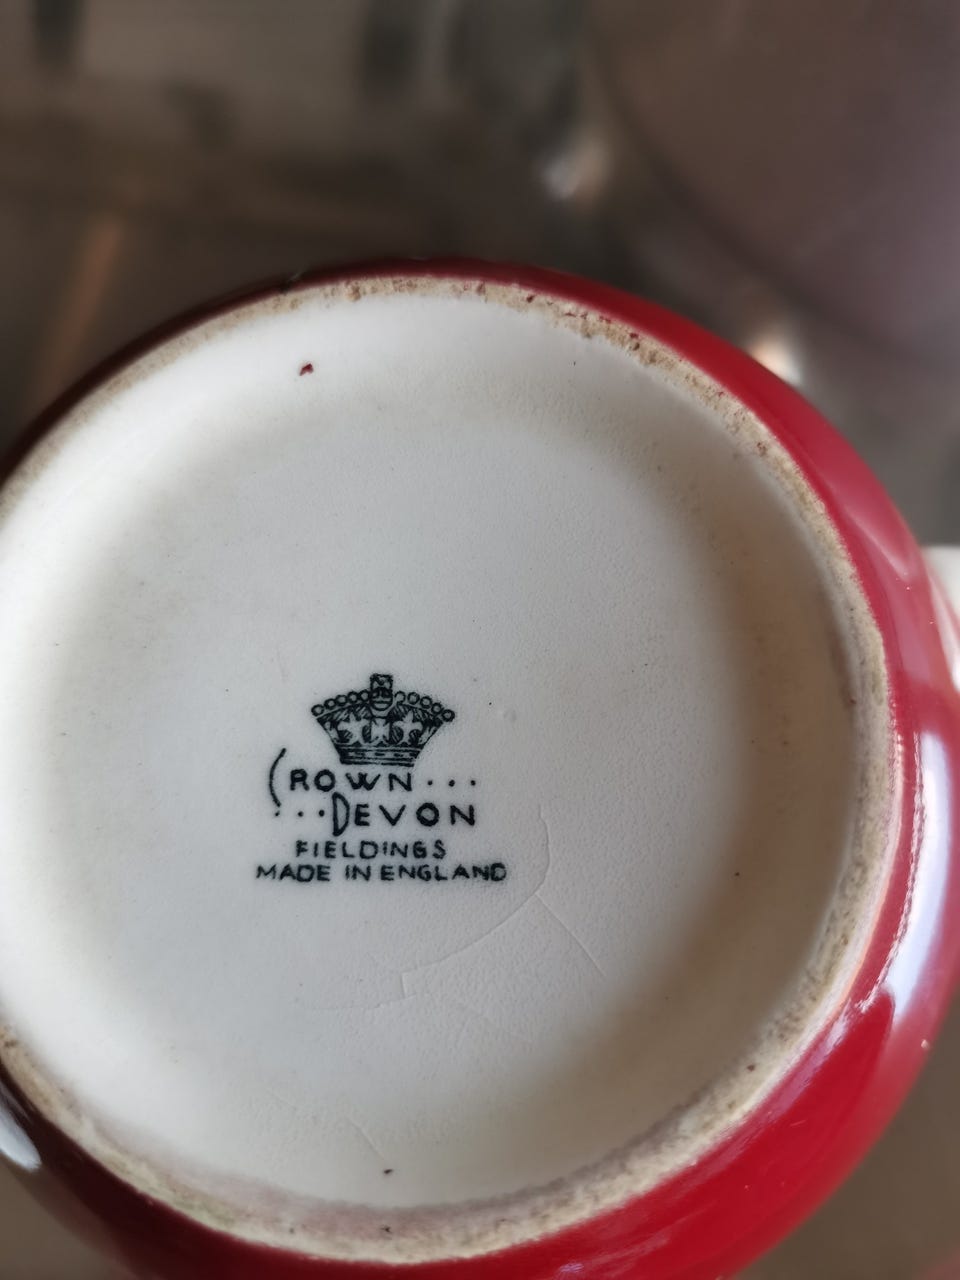 CROWN...
...DEVON
FIELDINGS
MADE IN ENGLAND